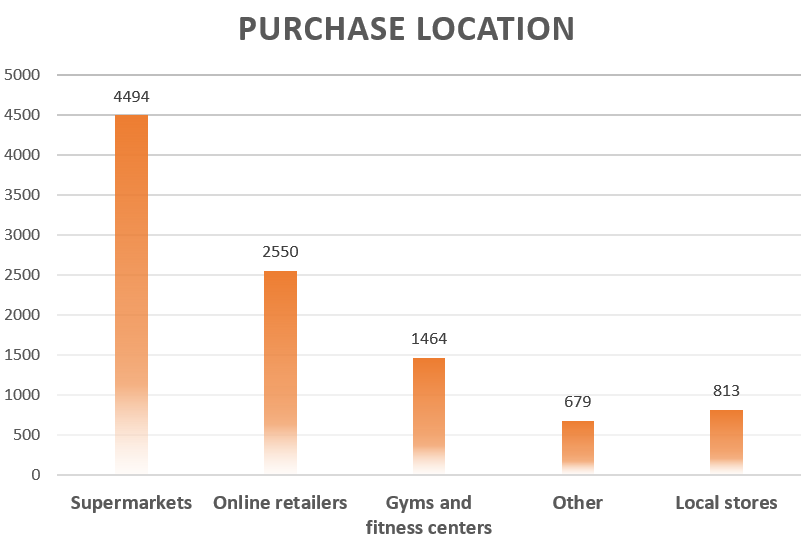 PURCHASE LOCATION
5000
4500
4000
3500
3000
2500
2000
1500
1000
500
0
4494
2550
1464
679
813
Supermarkets
Online retailers
Gyms and
fitness centers
Other
Local stores